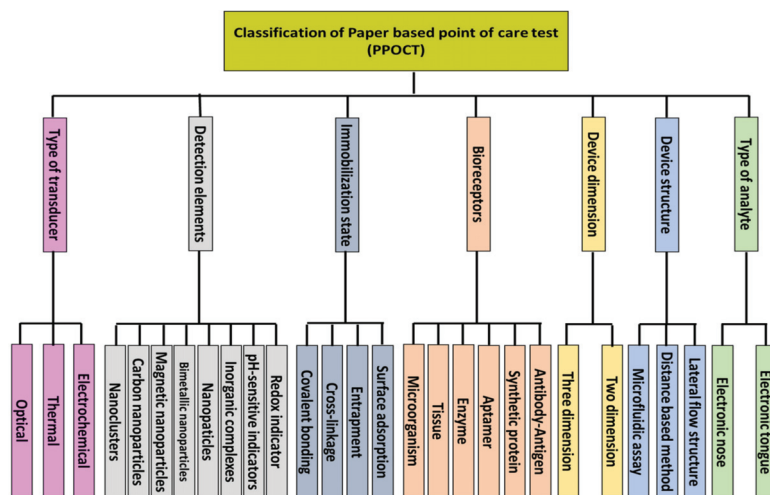 Classification of Paper based point of care test
(PPOCT)
Type of transducer
Detection elements
Immobilization state
Bioreceptors
Device dimension
Device structure
Type of analyte
Optical
Thermal
Electrochemical
Nanoclusters
Carbon nanoparticles
Magnetic nanoparticles
Bimetallic nanoparticles
Nanopaticles
Inorganic complexes
pH-sensitive indicators
Redox indicator
Covalent bonding
Cross-linkage
Entrapment
Surface adsorption
Microorganism
Tissue
Enzyme
Aptamer
Synthetic protein
Antibody-Antigen
Three dimension
Two dimension
Microfluidic assay
Distance based method
Lateral flow structure
Electronic nose
Electronic tongue